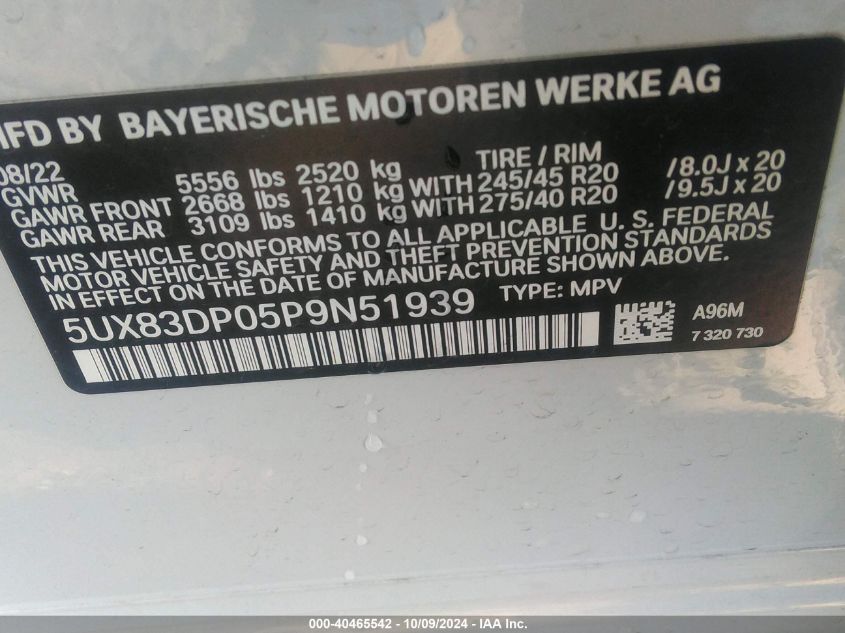 MFD BY BAYERISCHE MOTOREN WERKE AG
08/22 TIRE / RIM
GVWR 5556 lbs 2520 kg
GAWR FRONT 2668 lbs 1210 kg WITH 245/45 R20 /8.0J x 20
GAWR REAR 3109 lbs 1410 kg WITH 275/40 R20 /9.5J x 20
THIS VEHICLE CONFORMS TO ALL APPLICABLE U. S. FEDERAL
MOTOR VEHICLE SAFETY AND THEFT PREVENTION STANDARDS
IN EFFECT ON THE DATE OF MANUFACTURE SHOWN ABOVE.
5UX83DP05P9N51939 TYPE: MPV
A96M
7 320 730
000-40465542 - 10/09/2024 - IAA Inc.